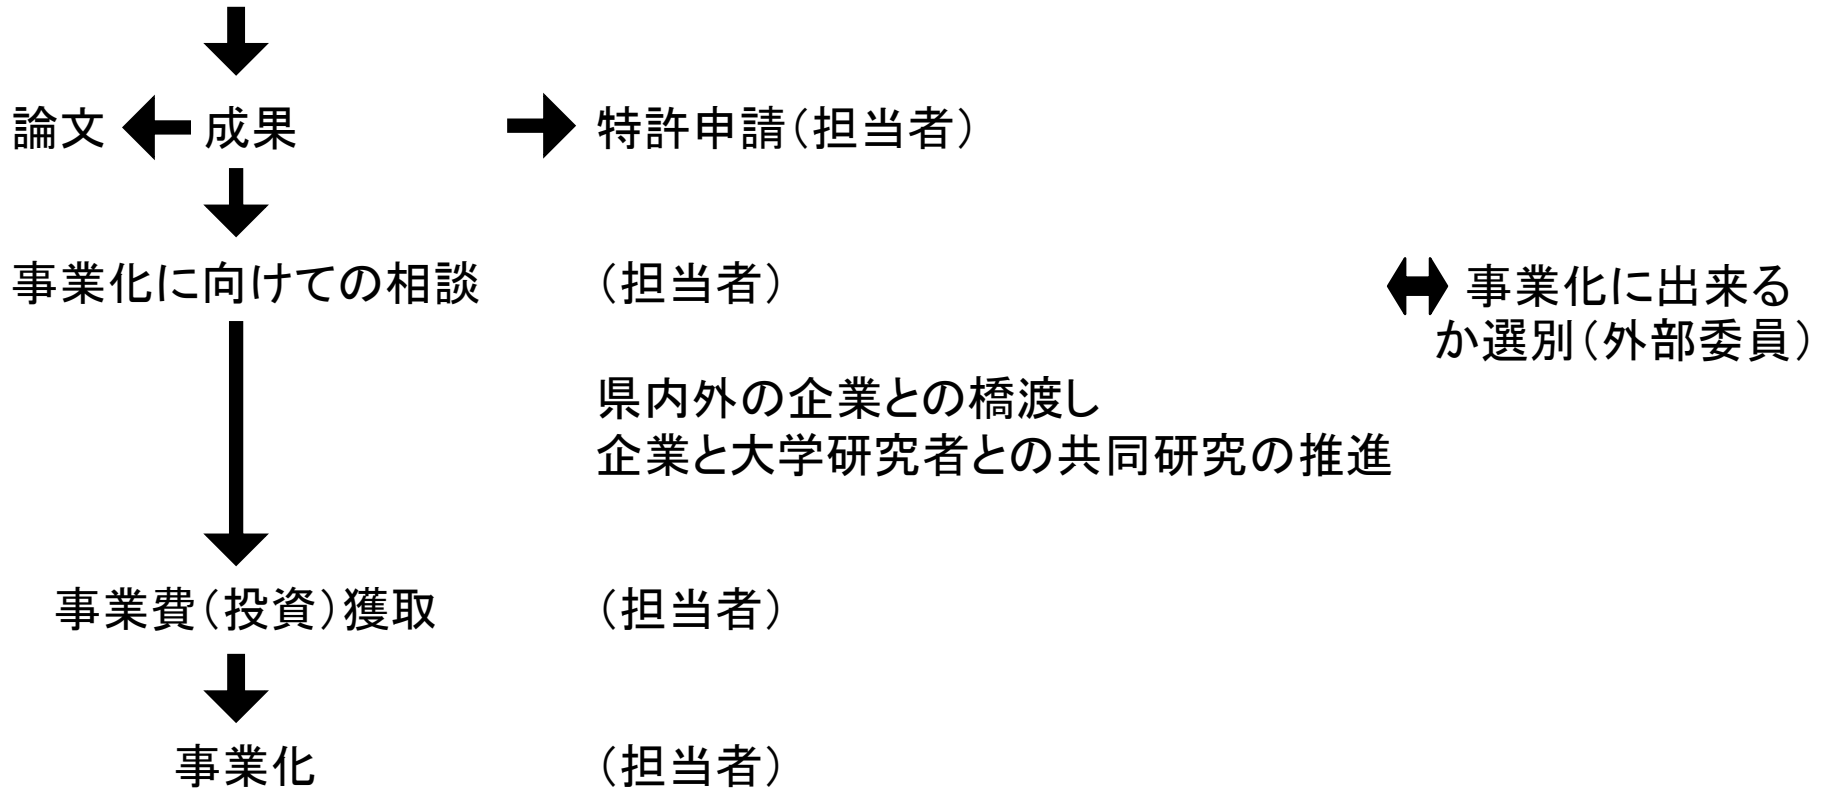 論文 成果 特許申請(担当者)
事業化に向けての相談 (担当者) 事業化に出来る
か選別(外部委員)
県内外の企業との橋渡し
企業と大学研究者との共同研究の推進
事業費(投資)獲取 (担当者)
事業化 (担当者)